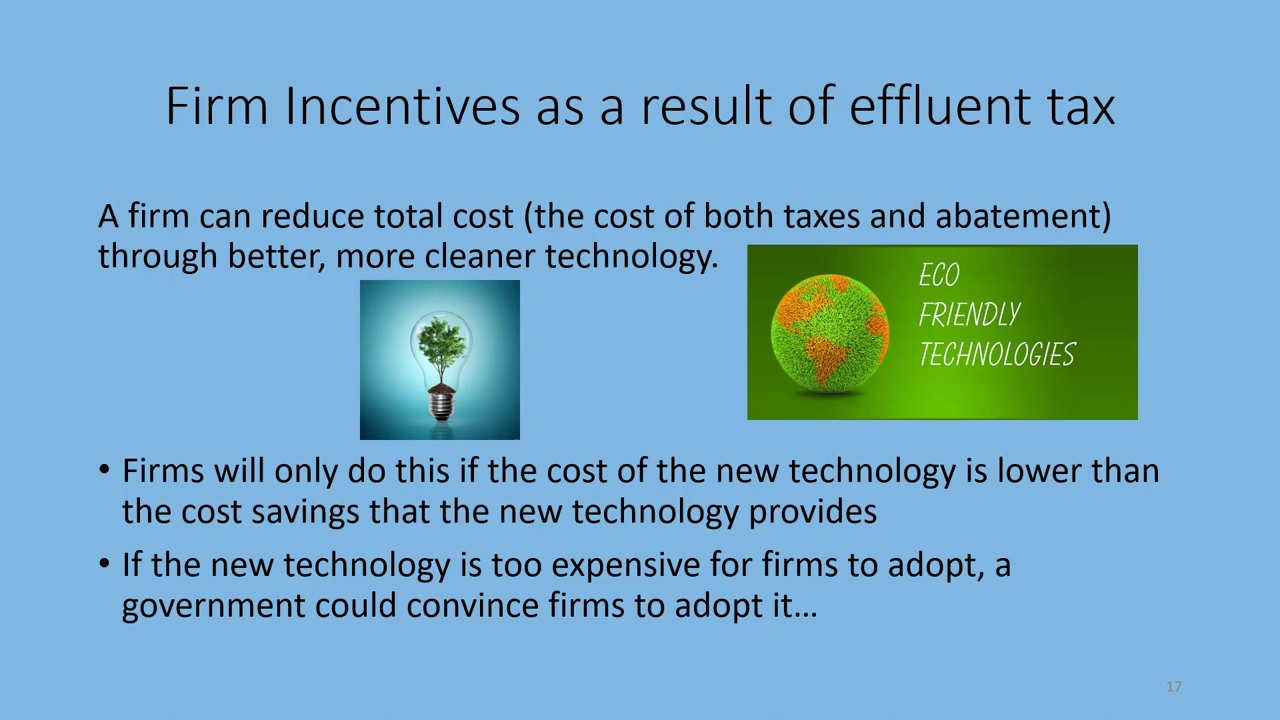 Firm Incentives as a result of effluent tax
A firm can reduce total cost (the cost of both taxes and abatement)
through better, more cleaner technology.
ECO
FRIENDLY
TECHNOLOGIES
• Firms will only do this if the cost of the new technology is lower than
the cost savings that the new technology provides
• If the new technology is too expensive for firms to adopt, a
government could convince firms to adopt it…
17